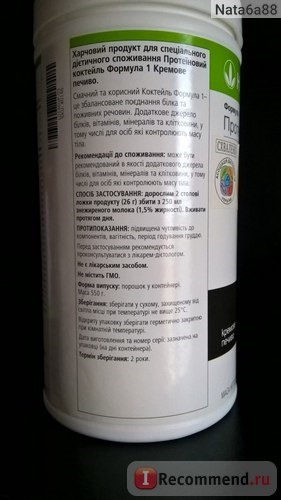 Nata6a88
Харчовий продукт для спеціального
дієтичного споживання Протеїновий
коктейль Формула 1 Кремове
печиво.
Смачний та корисний Коктейль Формула 1–
це збалансоване поєднання білка та
поживних речовин. Додаткове джерело
білків, вітамінів, мінералів та клітковини, у
тому числі для осіб які контролюють масу
тіла.
Рекомендації до споживання: може бути
рекомендований в якості додаткового джерела
білків, вітамінів, мінералів та клітковини, у
тому числі для осіб які контролюють масу
тіла.
СПОСІБ ЗАСТОСУВАННЯ: дорослим 2 столові
ложки продукту (26 г) збити з 250 мл
знежиреного молока (1,5% жирності). Вживати
протягом дня.
ПРОТИПОКАЗАННЯ: підвищена чутливість до
компонентів, вагітність, період годування груддю.
Перед застосуванням рекомендується
проконсультуватися з лікарем-дієтологом.
Не є лікарським засобом.
Не містить ГМО.
Форма випуску: порошок у контейнері.
Маса 550 г.
Зберігання: зберігати у сухому, захищеному від
світла місці при температурі не вище 25°С.
Відкриту упаковку зберігати герметично закритою
при кімнатній температурі.
Дата виготовлення та номер серії: зазначено на
упаковці (на дні контейнера).
Термін зберігання: 2 роки.
Кремове
печиво
I Recommend.ru